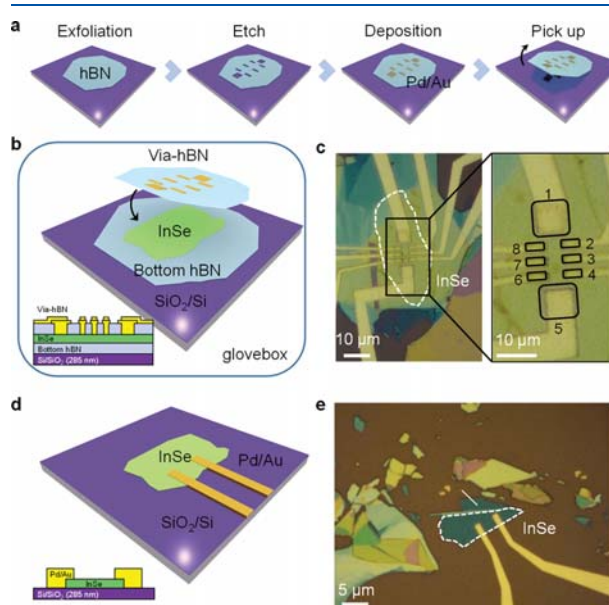 a
Exfoliation Etch Deposition Pick up
hBN
Pd/Au
b
Via-hBN
InSe
Bottom hBN
SiO₂/Si
glovebox
Via-hBN
InSe
Bottom hBN
Si/SiO₂ (285 nm)
c
InSe
10 µm
1
8 2
7 3
6 4
5
10 µm
d
InSe
Pd/Au
SiO₂/Si
Pd/Au
InSe
Si/SiO₂ (285 nm)
e
InSe
5 µm